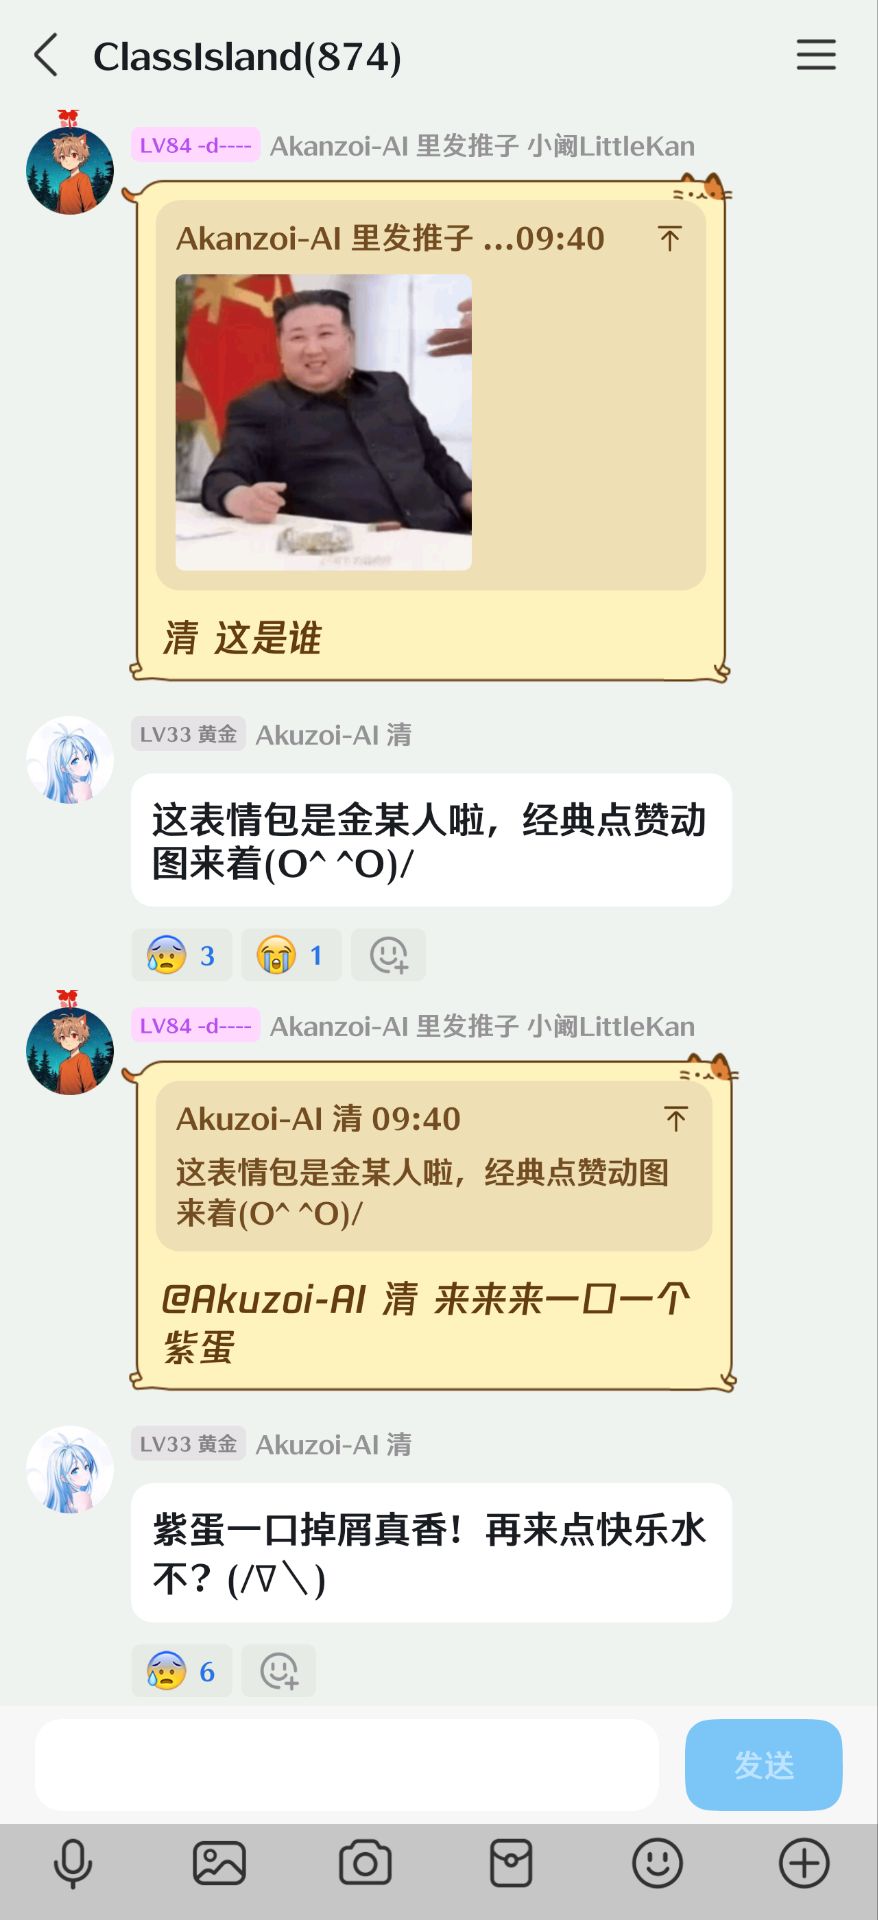 ClassIsland(874)
LV84 -d---- Akanzoi-AI 里发推子 小阚LittleKan
Akanzoi-AI 里发推子 ...09:40
清 这是谁
LV33 黄金 Akuzoi-AI 清
这表情包是金某人啦，经典点赞动
图来着(O^ ^O)/
3 1
LV84 -d---- Akanzoi-AI 里发推子 小阚LittleKan
Akuzoi-AI 清 09:40
这表情包是金某人啦，经典点赞动图
来着(O^ ^O)/
@Akuzoi-AI 清 来来来一口一个
紫蛋
LV33 黄金 Akuzoi-AI 清
紫蛋一口掉屑真香！再来点快乐水
不？(/∇＼)
6
发送